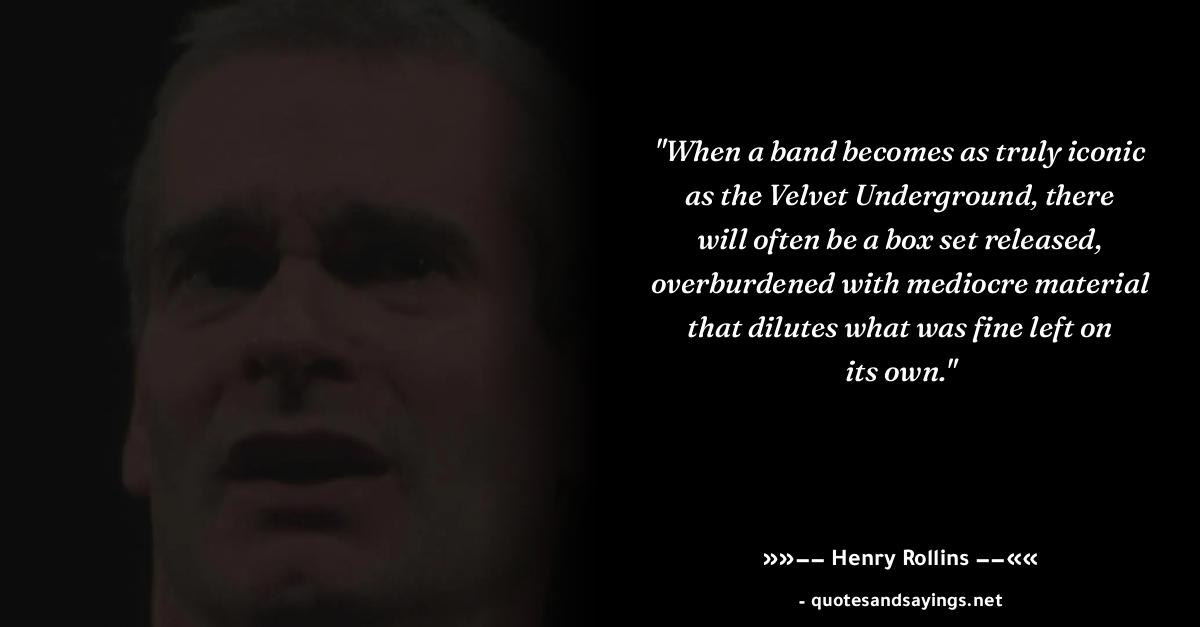 "When a band becomes as truly iconic
as the Velvet Underground, there
will often be a box set released,
overburdened with mediocre material
that dilutes what was fine left on
its own."
»»−− Henry Rollins −−««
- quotesandsayings.net